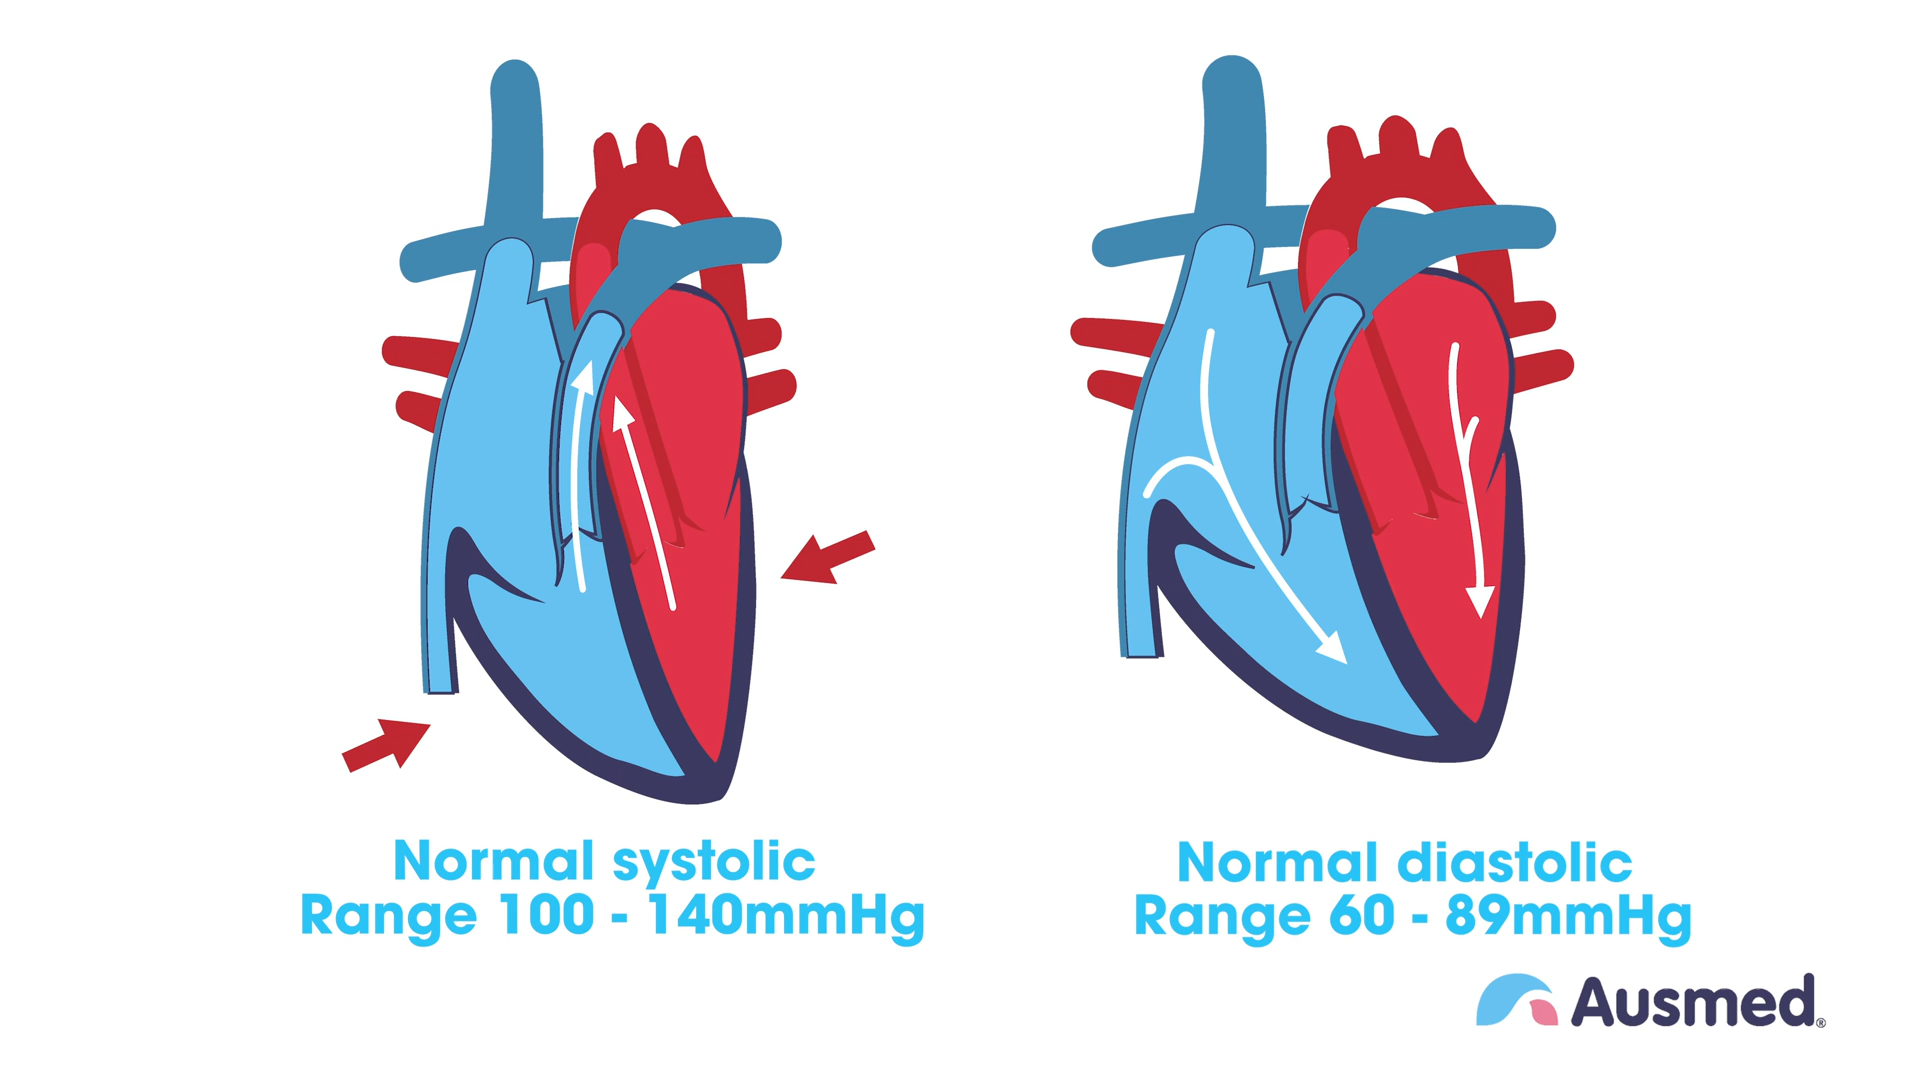 Normal systolic
Range 100 - 140mmHg
Normal diastolic
Range 60 - 89mmHg
Ausmed®